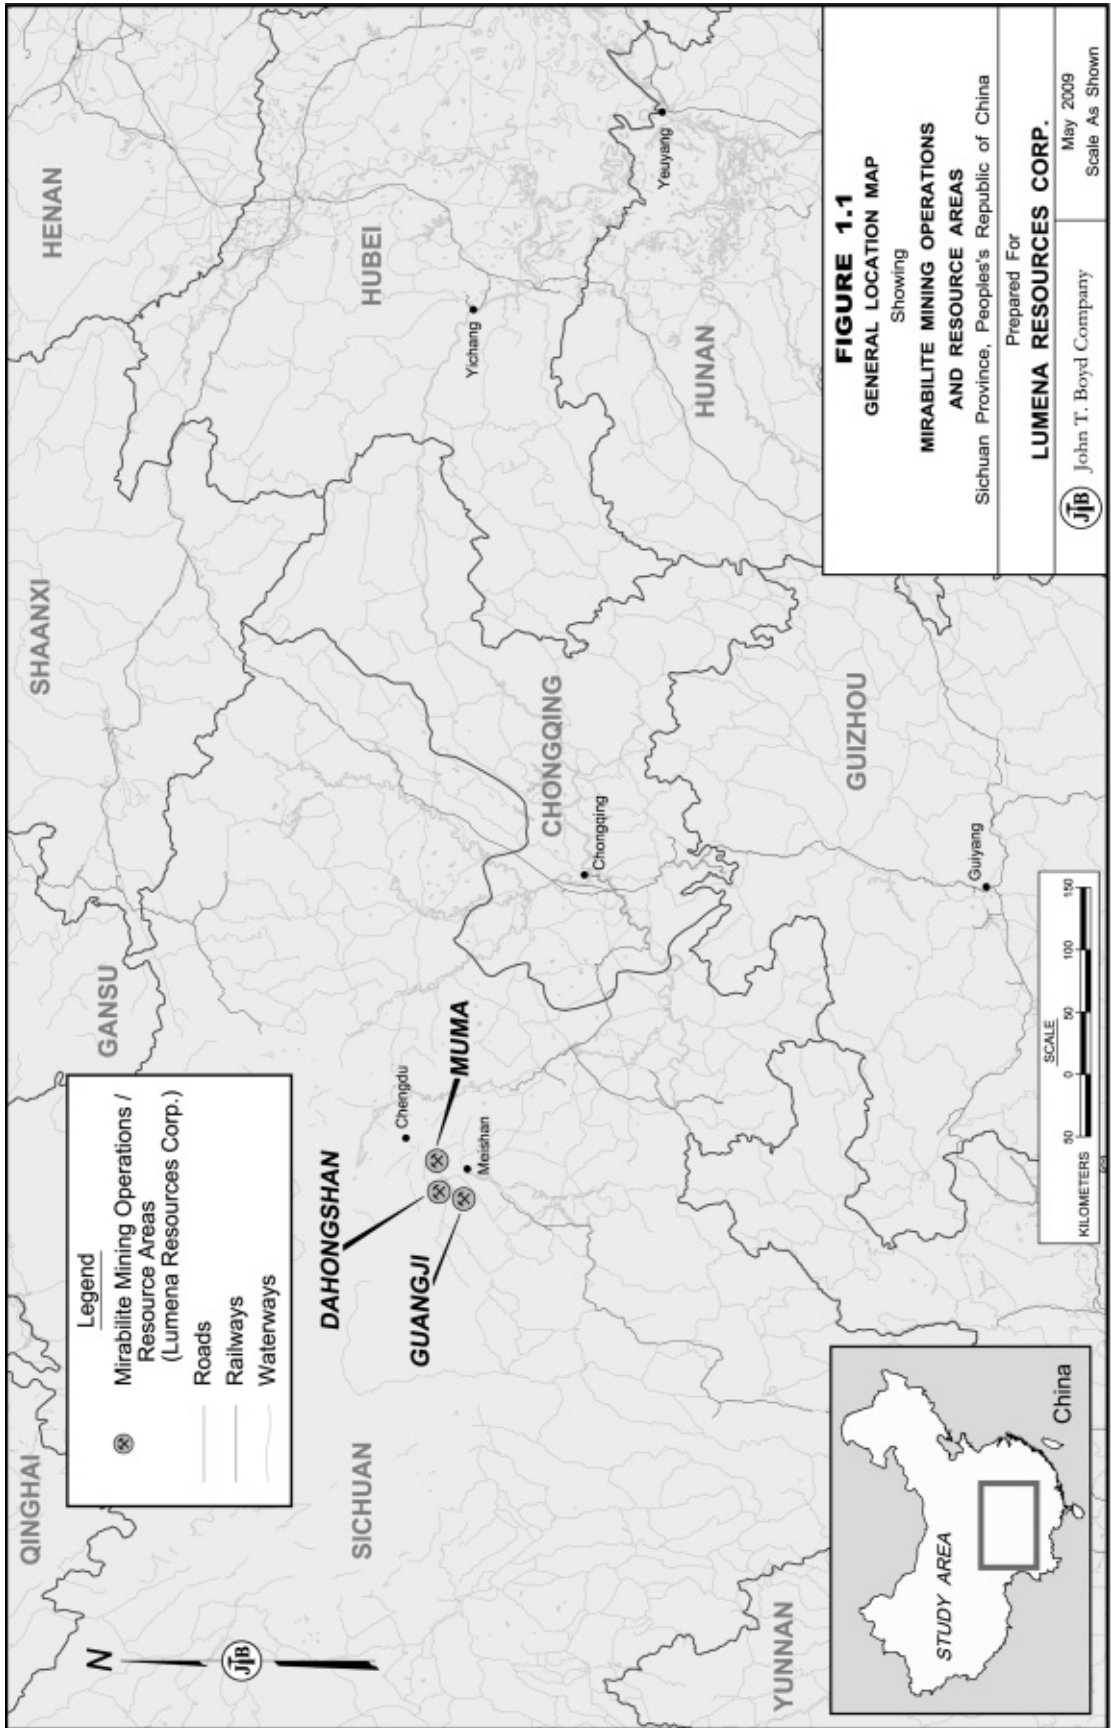 QINGHAI
GANSU
SHAANXI
HENAN
N
JTB
Legend
Mirabilite Mining Operations /
Resource Areas
(Lumena Resources Corp.)
Roads
Railways
Waterways
SICHUAN
DAHONGSHAN
GUANGJI
MUMA
Chengdu
Meishan
CHONGQING
Chongqing
HUBEI
Yichang
Yeuyang
HUNAN
GUIZHOU
Guiyang
YUNNAN
STUDY AREA
China
SCALE
50 0 50 100 150
KILOMETERS
FIGURE 1.1
GENERAL LOCATION MAP
Showing
MIRABILITE MINING OPERATIONS
AND RESOURCE AREAS
Sichuan Province, Peoples's Republic of China
Prepared For
LUMENA RESOURCES CORP.
JTB John T. Boyd Company
May 2009
Scale As Shown